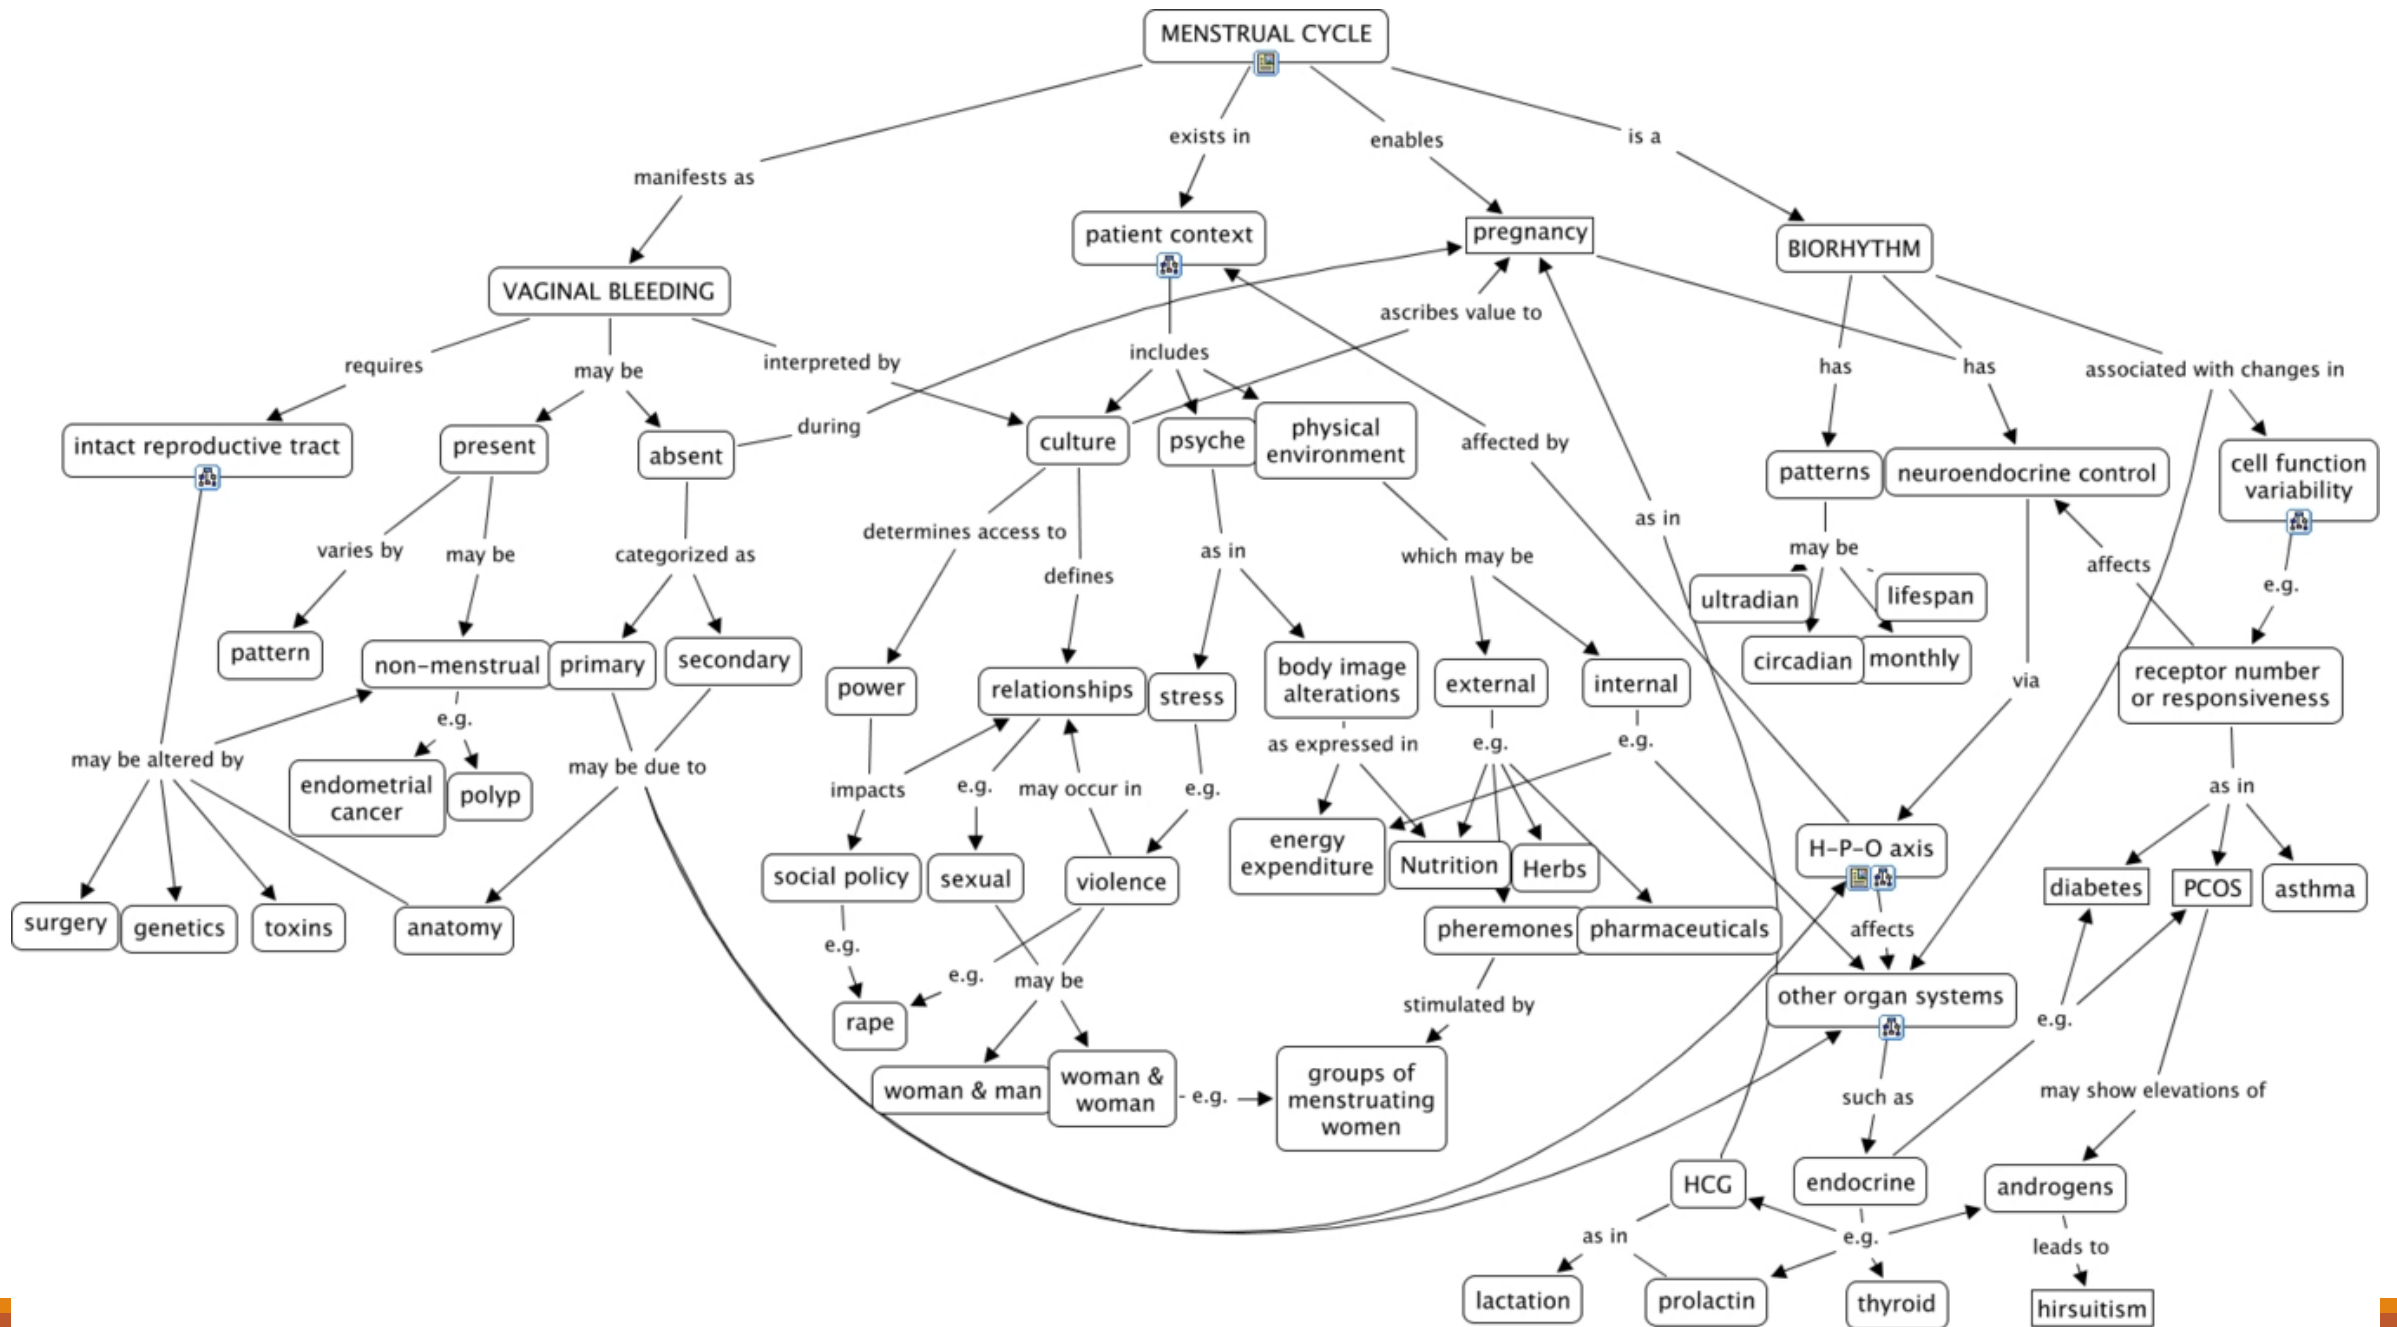 MENSTRUAL CYCLE
exists in
enables
is a
manifests as
patient context
pregnancy
BIORHYTHM
VAGINAL BLEEDING
ascribes value to
requires
may be
interpreted by
includes
has
has
associated with changes in
during
intact reproductive tract
present
absent
culture
psyche
physical
environment
affected by
patterns
neuroendocrine control
cell function
variability
varies by
may be
categorized as
determines access to
defines
as in
which may be
as in
may be
affects
e.g.
ultradian
lifespan
pattern
non-menstrual
primary
secondary
power
relationships
stress
body image
alterations
external
internal
circadian
monthly
via
receptor number
or responsiveness
e.g.
may be altered by
may be due to
as expressed in
e.g.
e.g.
endometrial
cancer
polyp
impacts
e.g.
may occur in
e.g.
as in
energy
expenditure
Nutrition
Herbs
H-P-O axis
social policy
sexual
violence
diabetes
PCOS
asthma
surgery
genetics
toxins
anatomy
pheremones
pharmaceuticals
affects
e.g.
e.g.
may be
stimulated by
other organ systems
e.g.
rape
woman & man
woman &
woman
e.g.
groups of
menstruating
women
such as
may show elevations of
HCG
endocrine
androgens
as in
e.g.
leads to
lactation
prolactin
thyroid
hirsuitism